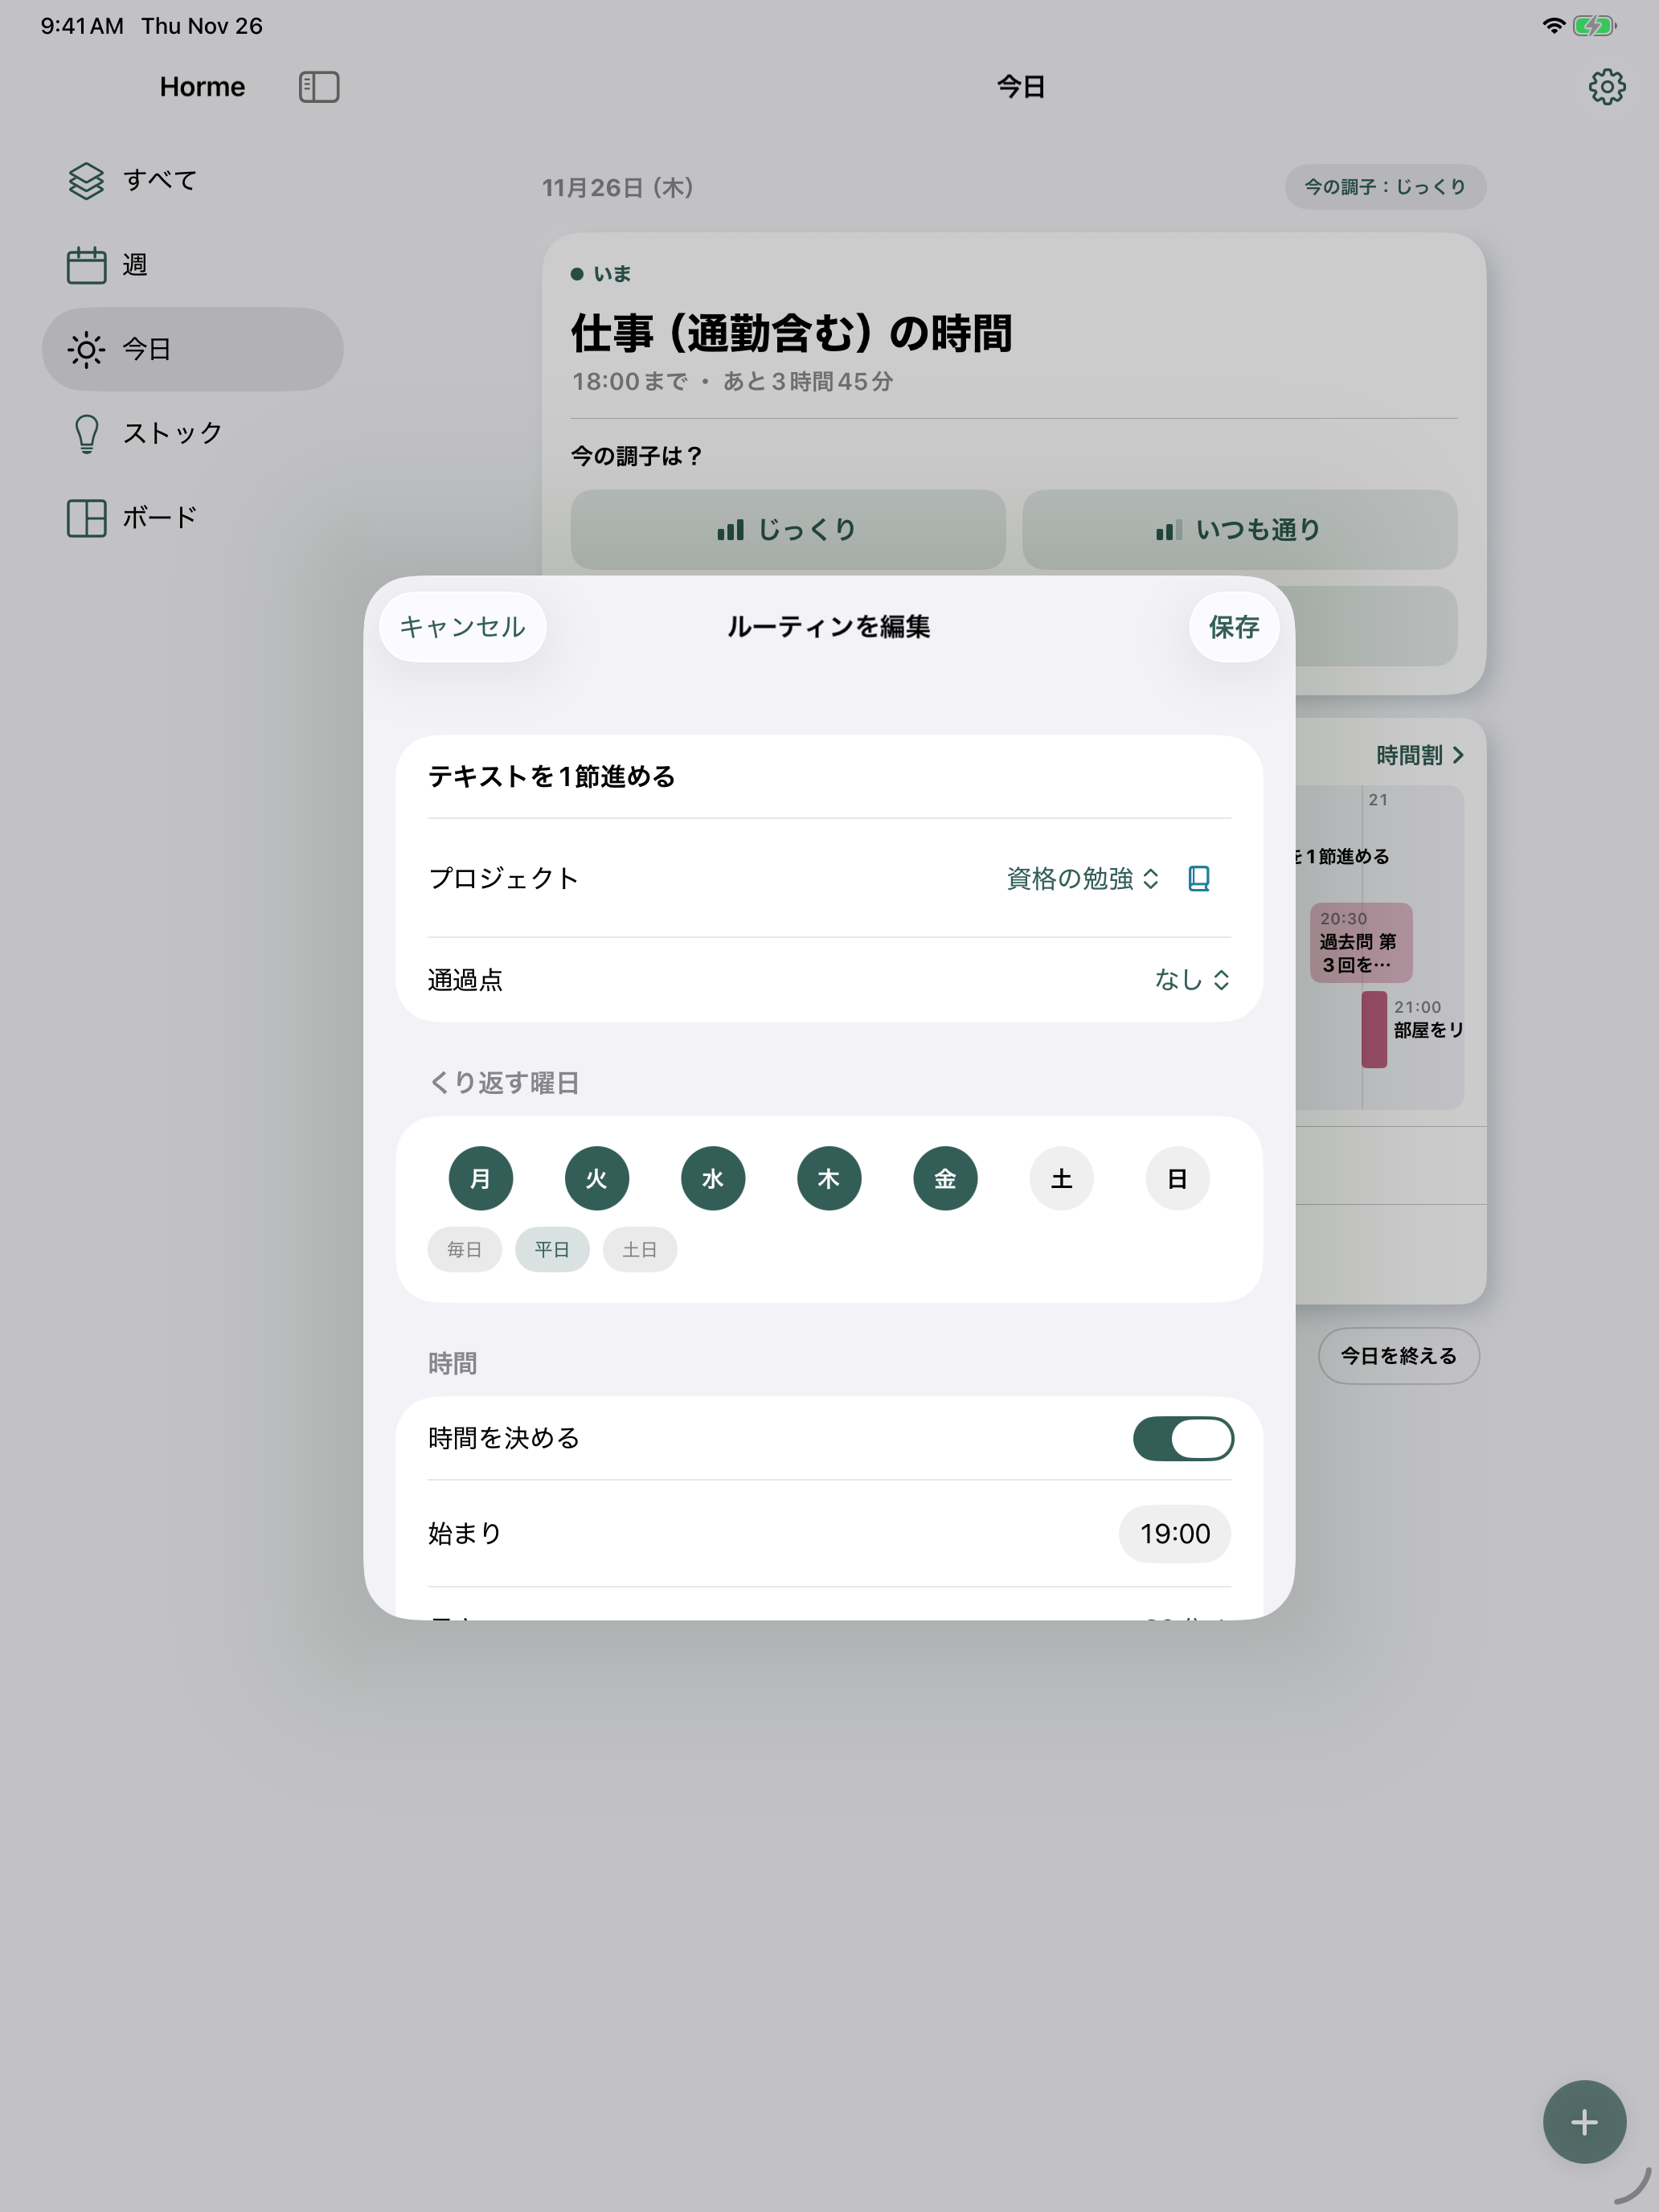 9:41 AM Thu Nov 26
Horme
今日
すべて
週
今日
ストック
ボード
11月26日（木）
今の調子：じっくり
いま
仕事（通勤含む）の時間
18:00まで ・ あと3時間45分
今の調子は？
じっくり
いつも通り
キャンセル
ルーティンを編集
保存
テキストを1節進める
プロジェクト
資格の勉強
通過点
なし
くり返す曜日
月 火 水 木 金 土 日
毎日 平日 土日
時間
時間を決める
始まり
19:00
時間割
21
を1節進める
20:30
過去問 第
3回を…
21:00
部屋をリ
今日を終える